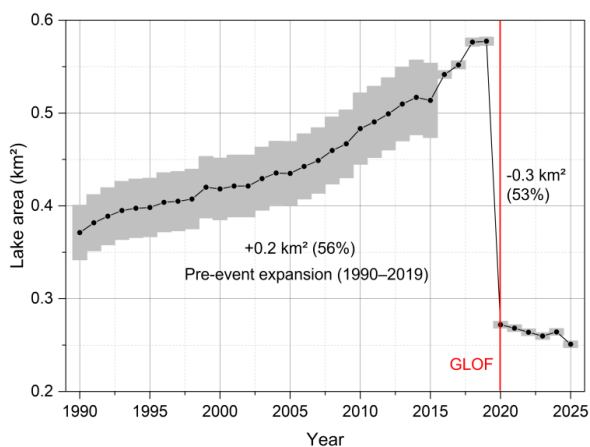 0.6
0.5
0.4
0.3
0.2
Lake area (km²)
-0.3 km²
(53%)
+0.2 km² (56%)
Pre-event expansion (1990–2019)
GLOF
1990 1995 2000 2005 2010 2015 2020 2025
Year